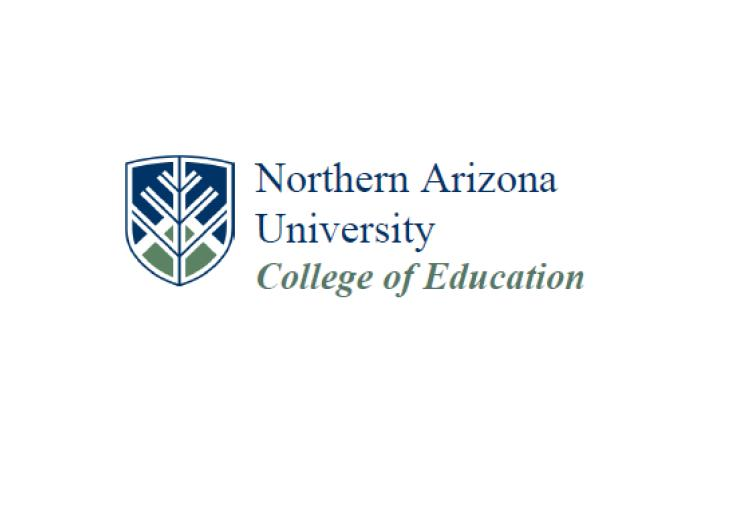 Northern Arizona
University
College of Education